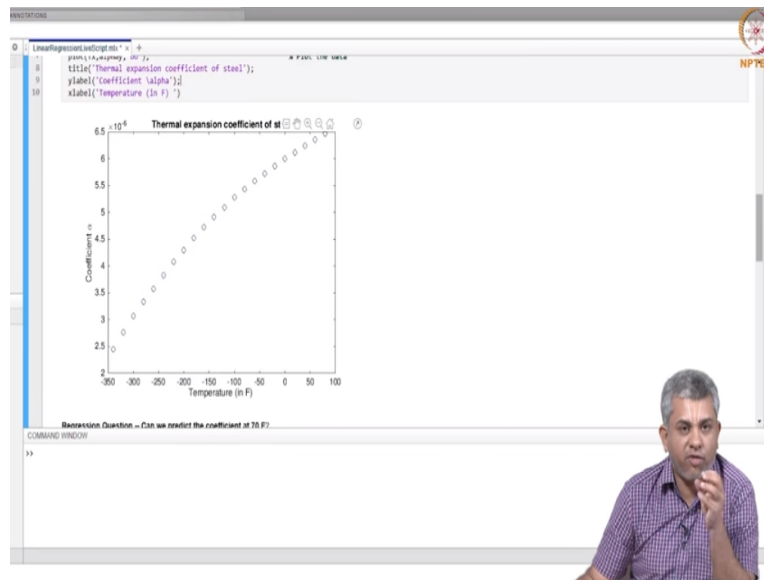 ANNOTATIONS
LinearRegressionLiveScript.mlx * × +
% Plot the data
8 title('Thermal expansion coefficient of steel');
9 ylabel('Coefficient \alpha');
10 xlabel('Temperature (in F) ')
NPTE
×10⁻⁶ Thermal expansion coefficient of st
6.5
6
5.5
5
4.5
4
3.5
3
2.5
2
Coefficient α
-350 -300 -250 -200 -150 -100 -50 0 50 100
Temperature (in F)
Regression Question -- Can we predict the coefficient at 70 F?
COMMAND WINDOW
>>